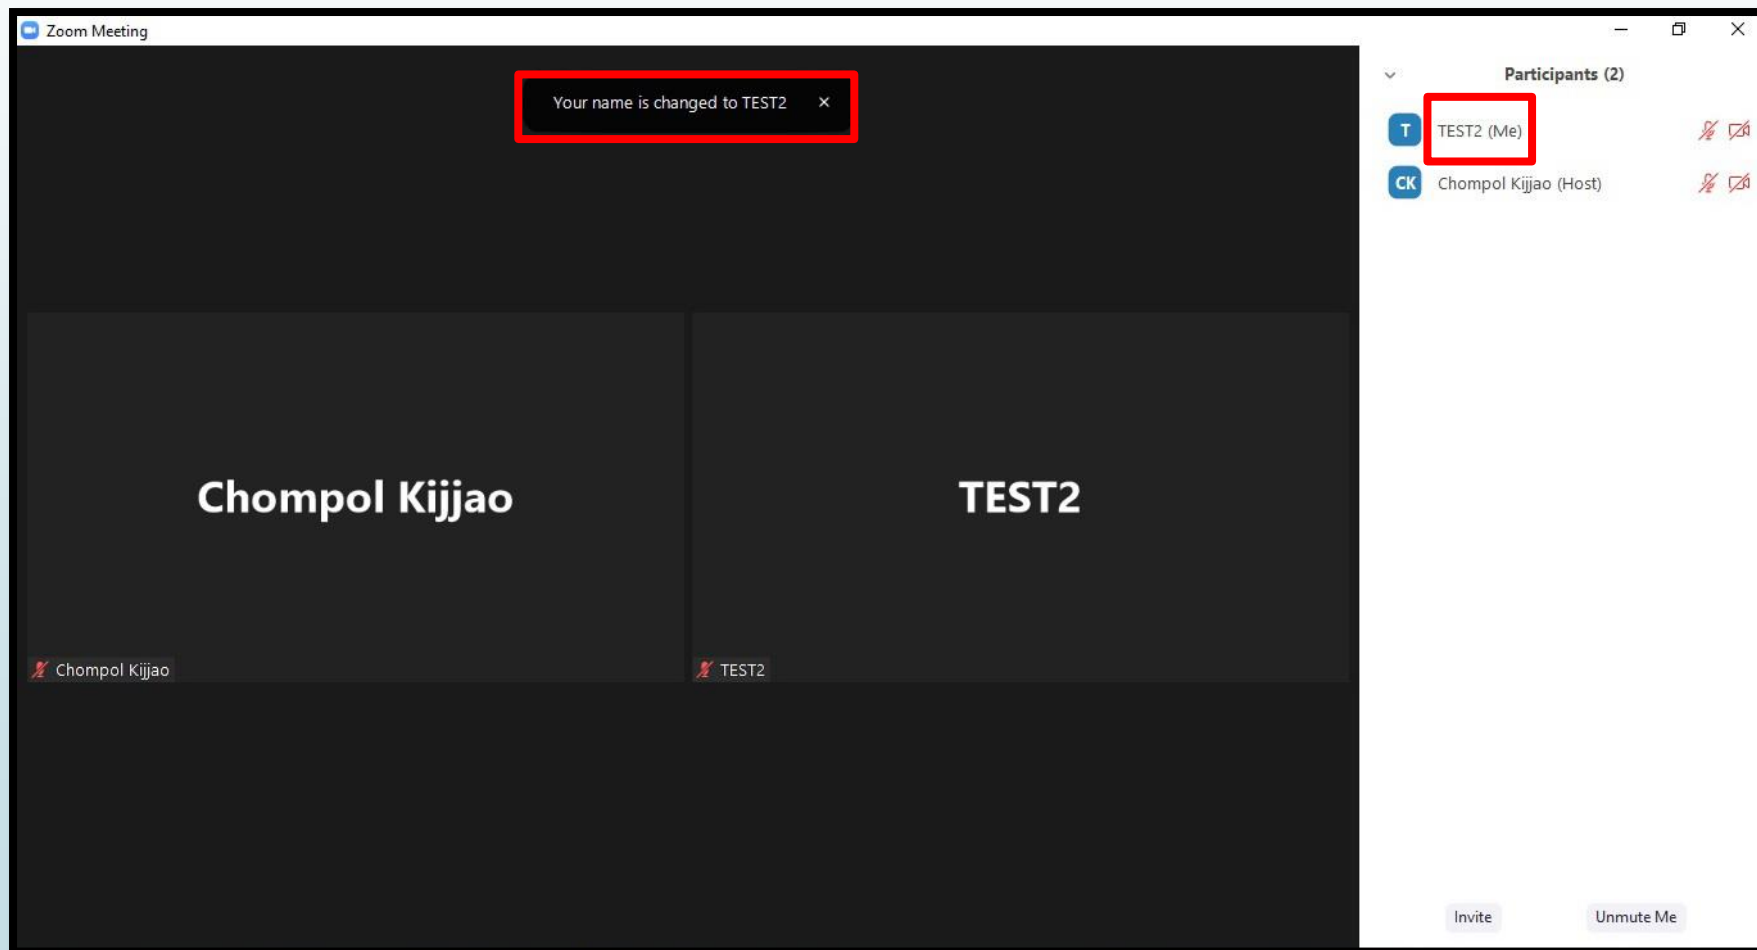 Zoom Meeting
Your name is changed to TEST2 ×
Participants (2)
T TEST2 (Me)
CK Chompol Kijjao (Host)
Chompol Kijjao
TEST2
Chompol Kijjao
TEST2
Invite
Unmute Me